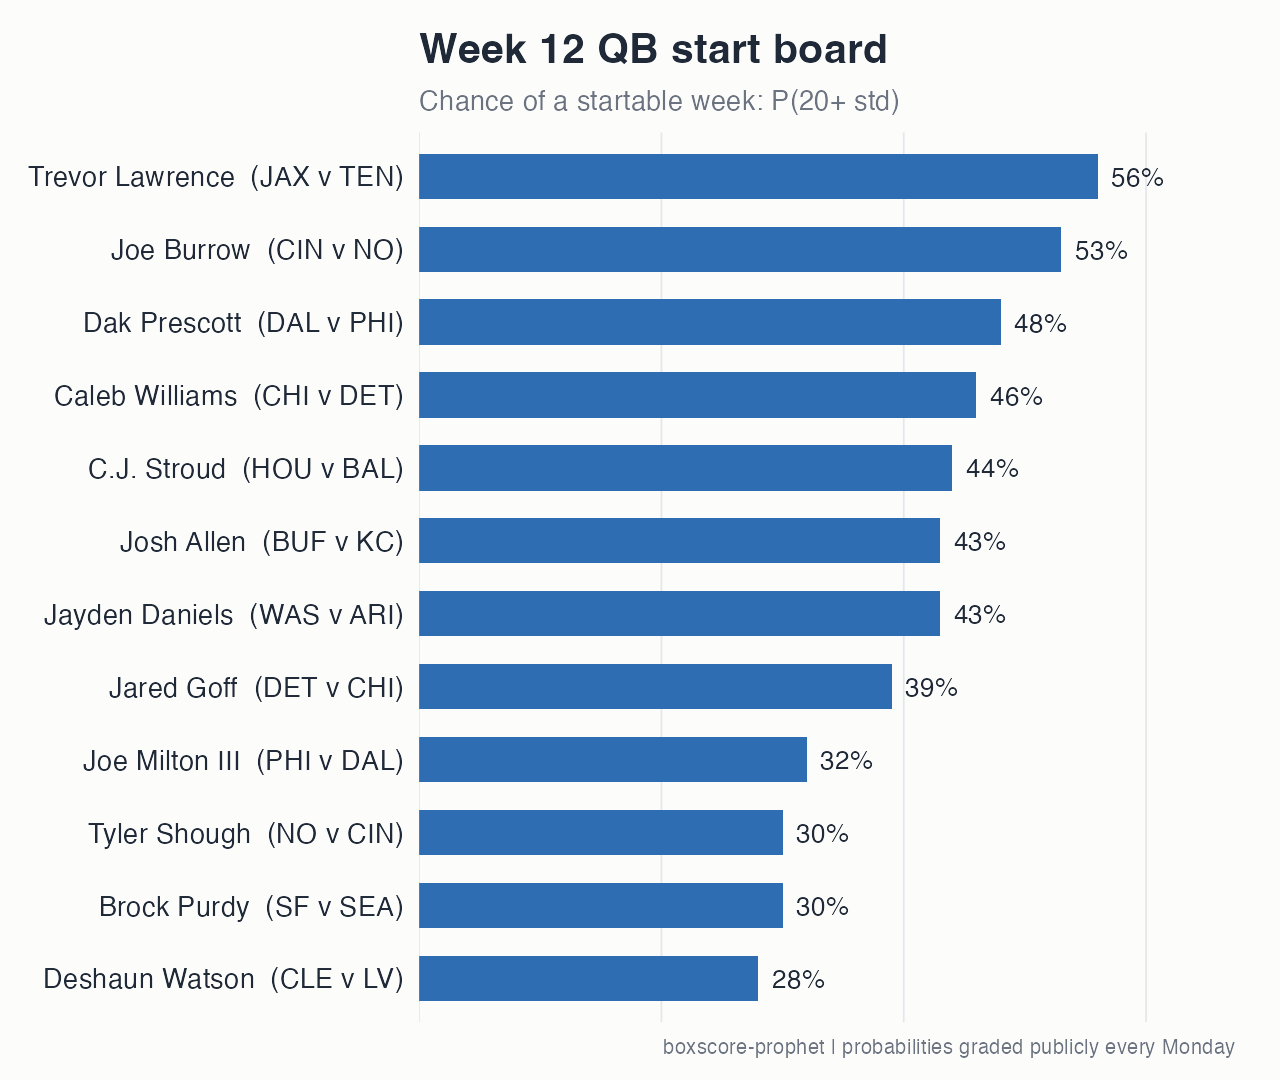 Week 12 QB start board
Chance of a startable week: P(20+ std)
Trevor Lawrence (JAX v TEN) 56%
Joe Burrow (CIN v NO) 53%
Dak Prescott (DAL v PHI) 48%
Caleb Williams (CHI v DET) 46%
C.J. Stroud (HOU v BAL) 44%
Josh Allen (BUF v KC) 43%
Jayden Daniels (WAS v ARI) 43%
Jared Goff (DET v CHI) 39%
Joe Milton III (PHI v DAL) 32%
Tyler Shough (NO v CIN) 30%
Brock Purdy (SF v SEA) 30%
Deshaun Watson (CLE v LV) 28%
boxscore-prophet | probabilities graded publicly every Monday